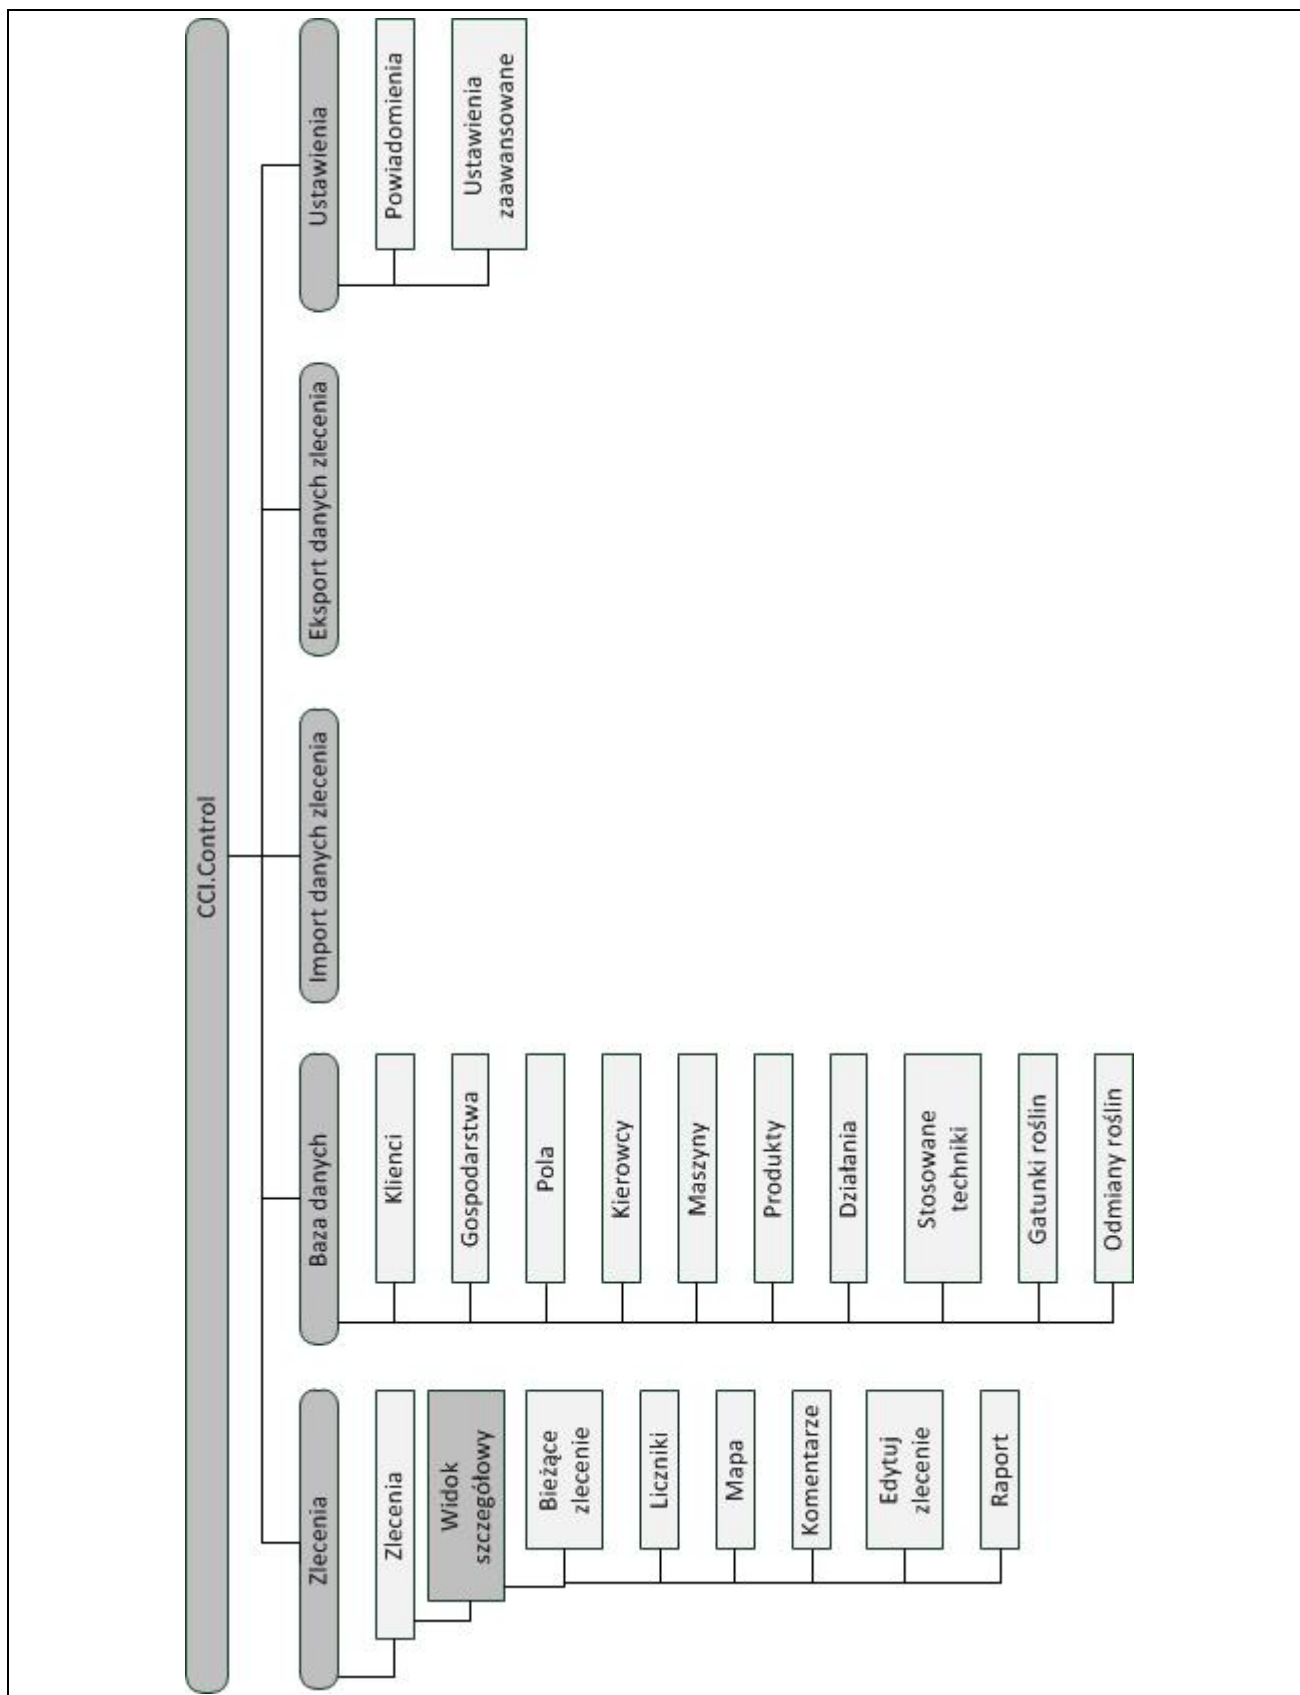 CCI.Control
Zlecenia
Zlecenia
Widok
szczegółowy
Bieżące
zlecenie
Liczniki
Mapa
Komentarze
Edytuj
zlecenie
Raport
Baza danych
Klienci
Gospodarstwa
Pola
Kierowcy
Maszyny
Produkty
Działania
Stosowane
techniki
Gatunki roślin
Odmiany roślin
Import danych zlecenia
Eksport danych zlecenia
Ustawienia
Powiadomienia
Ustawienia
zaawansowane